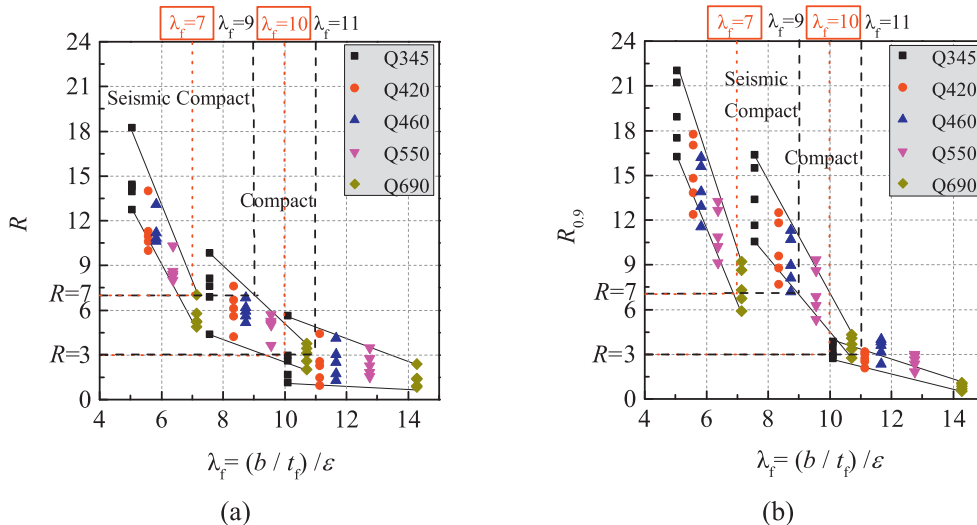 λf=7 λf=9 λf=10 λf=11
24
21
18
15
12
9
R=7
6
R=3
3
0
R
Seismic Compact
Compact
Q345
Q420
Q460
Q550
Q690
4 6 8 10 12 14
λf= (b / tf) /ε
(a)
λf=7 λf=9 λf=10 λf=11
24
21
18
15
12
9
R=7
6
R=3
3
0
R0.9
Seismic
Compact
Compact
Q345
Q420
Q460
Q550
Q690
4 6 8 10 12 14
λf= (b / tf) /ε
(b)